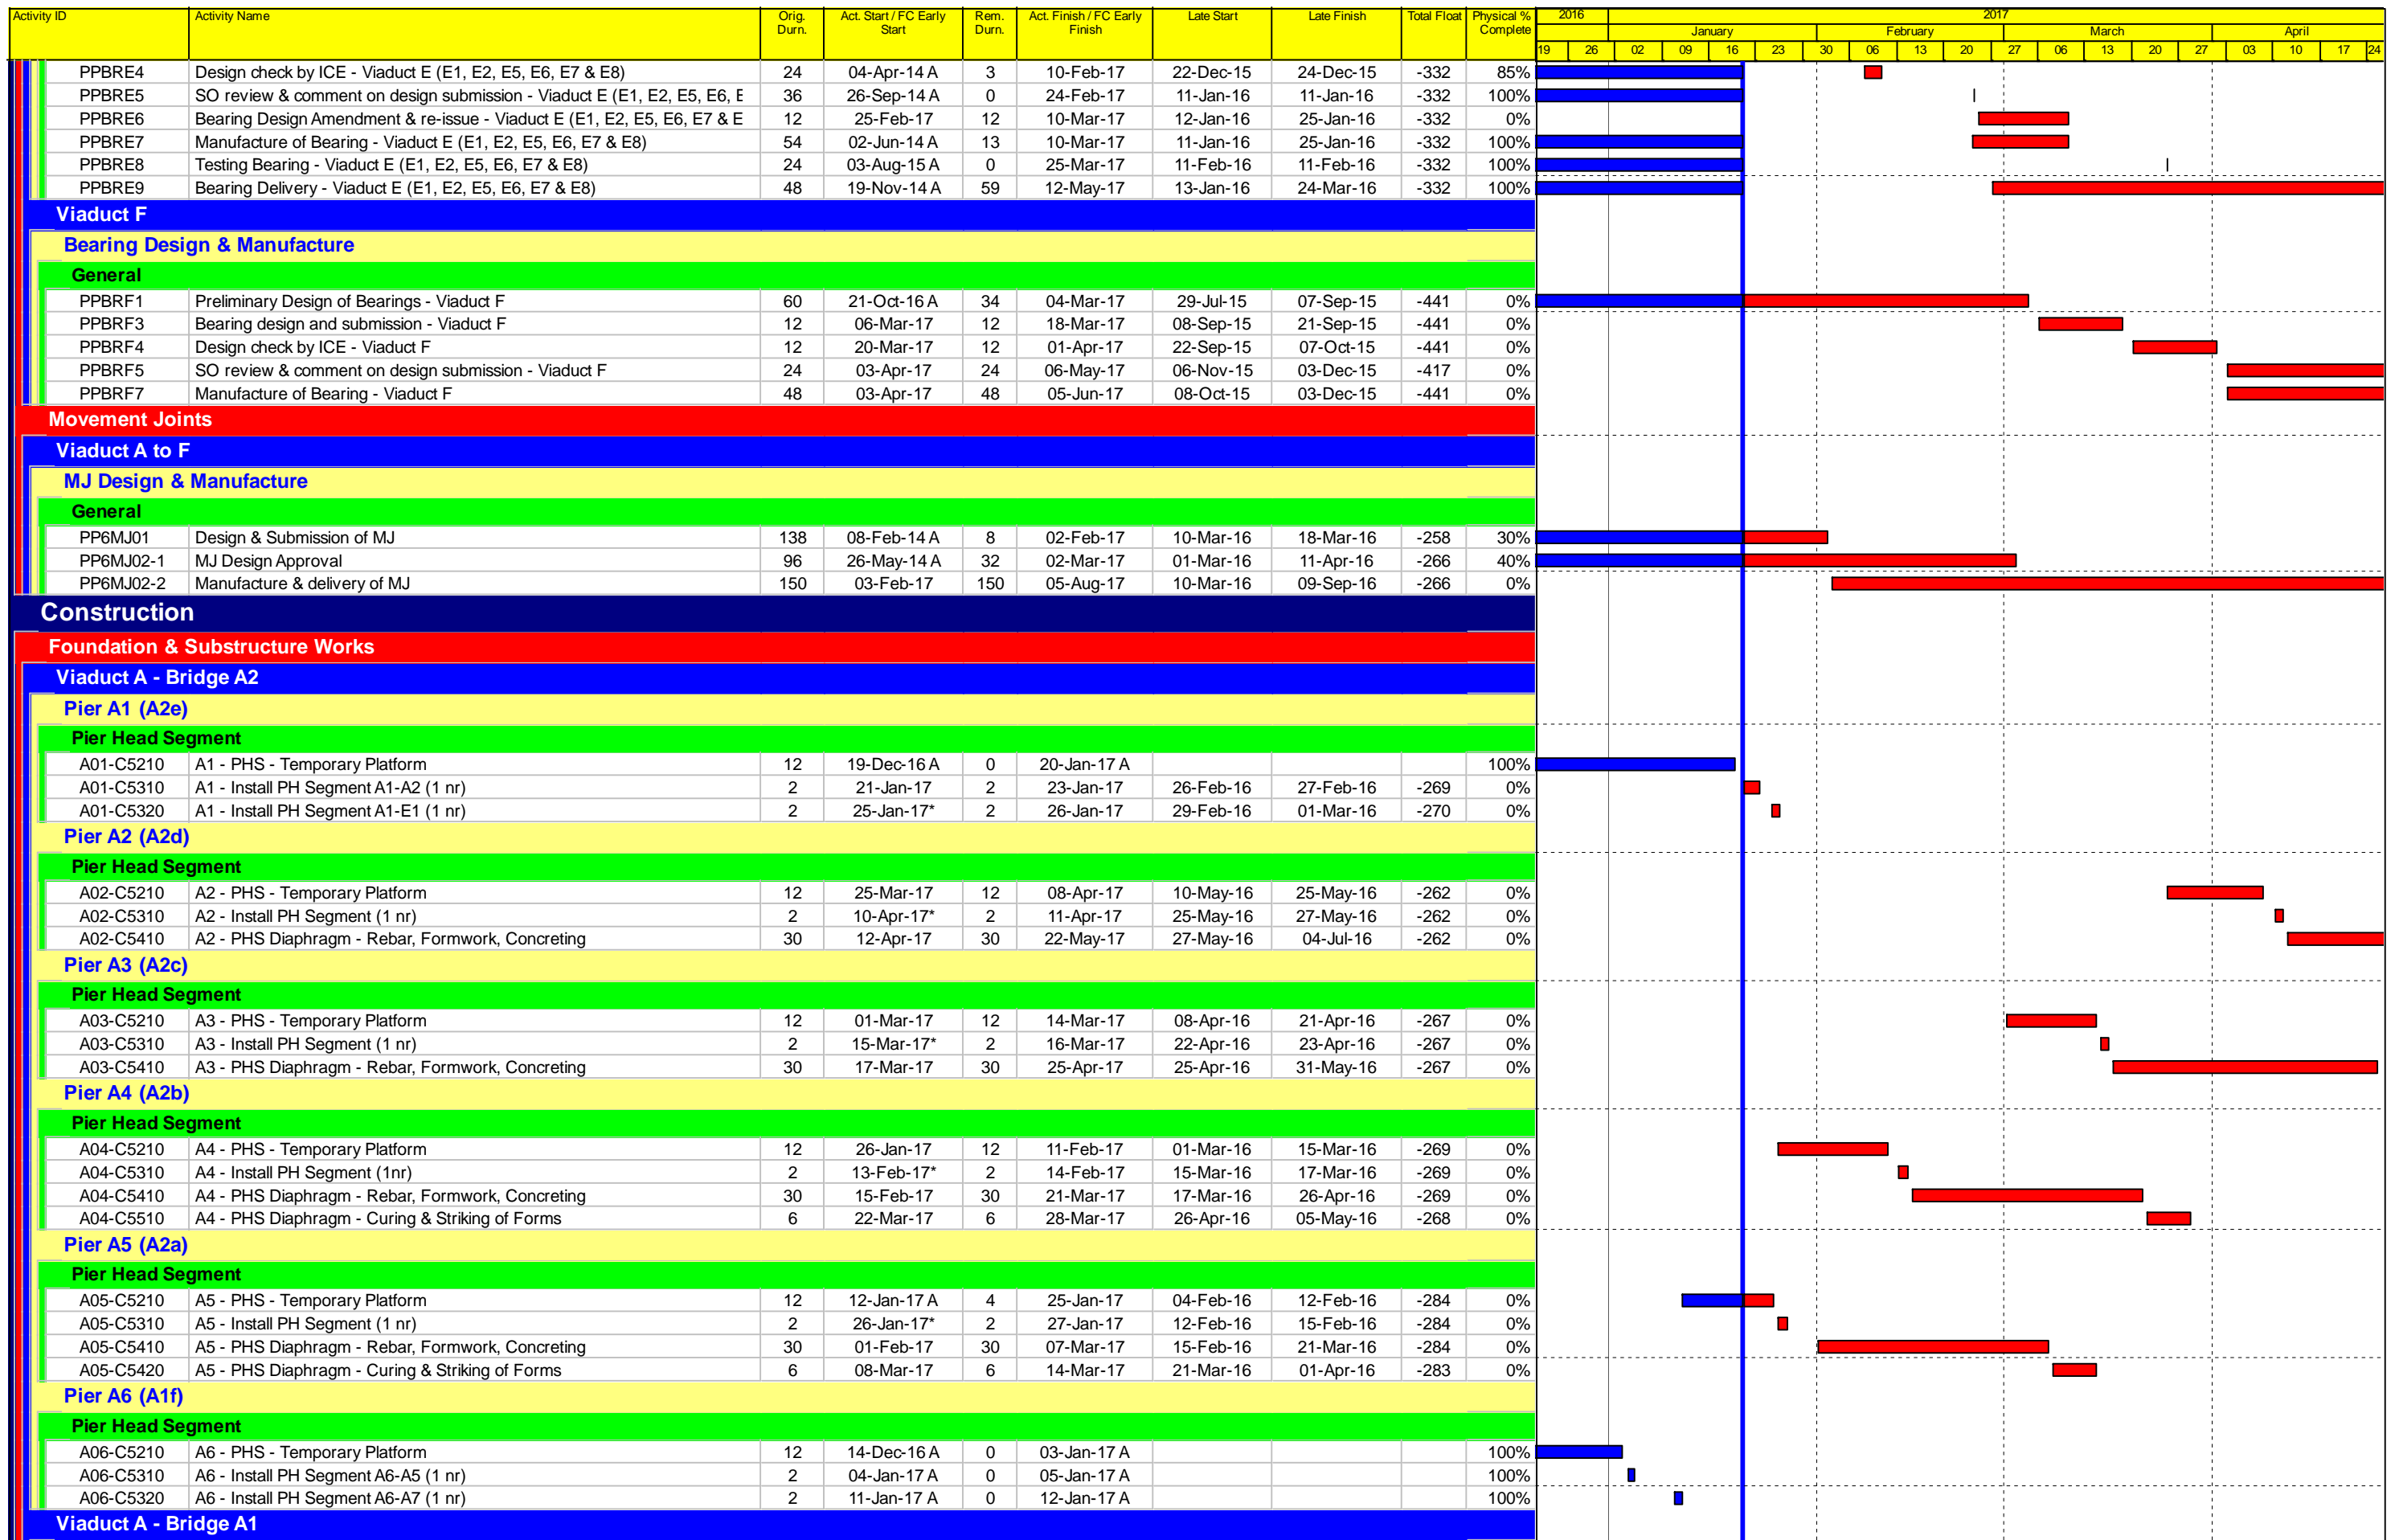 Activity ID Activity Name Orig. Durn. Act. Start / FC Early Start Rem. Durn. Act. Finish / FC Early Finish Late Start Late Finish Total Float Physical % Complete 2016 2017
January February March April
19 26 02 09 16 23 30 06 13 20 27 06 13 20 27 03 10 17 24
PPBRE4 Design check by ICE - Viaduct E (E1, E2, E5, E6, E7 & E8) 24 04-Apr-14 A 3 10-Feb-17 22-Dec-15 24-Dec-15 -332 85%
PPBRE5 SO review & comment on design submission - Viaduct E (E1, E2, E5, E6, E 36 26-Sep-14 A 0 24-Feb-17 11-Jan-16 11-Jan-16 -332 100%
PPBRE6 Bearing Design Amendment & re-issue - Viaduct E (E1, E2, E5, E6, E7 & E 12 25-Feb-17 12 10-Mar-17 12-Jan-16 25-Jan-16 -332 0%
PPBRE7 Manufacture of Bearing - Viaduct E (E1, E2, E5, E6, E7 & E8) 54 02-Jun-14 A 13 10-Mar-17 11-Jan-16 25-Jan-16 -332 100%
PPBRE8 Testing Bearing - Viaduct E (E1, E2, E5, E6, E7 & E8) 24 03-Aug-15 A 0 25-Mar-17 11-Feb-16 11-Feb-16 -332 100%
PPBRE9 Bearing Delivery - Viaduct E (E1, E2, E5, E6, E7 & E8) 48 19-Nov-14 A 59 12-May-17 13-Jan-16 24-Mar-16 -332 100%
Viaduct F
Bearing Design & Manufacture
General
PPBRF1 Preliminary Design of Bearings - Viaduct F 60 21-Oct-16 A 34 04-Mar-17 29-Jul-15 07-Sep-15 -441 0%
PPBRF3 Bearing design and submission - Viaduct F 12 06-Mar-17 12 18-Mar-17 08-Sep-15 21-Sep-15 -441 0%
PPBRF4 Design check by ICE - Viaduct F 12 20-Mar-17 12 01-Apr-17 22-Sep-15 07-Oct-15 -441 0%
PPBRF5 SO review & comment on design submission - Viaduct F 24 03-Apr-17 24 06-May-17 06-Nov-15 03-Dec-15 -417 0%
PPBRF7 Manufacture of Bearing - Viaduct F 48 03-Apr-17 48 05-Jun-17 08-Oct-15 03-Dec-15 -441 0%
Movement Joints
Viaduct A to F
MJ Design & Manufacture
General
PP6MJ01 Design & Submission of MJ 138 08-Feb-14 A 8 02-Feb-17 10-Mar-16 18-Mar-16 -258 30%
PP6MJ02-1 MJ Design Approval 96 26-May-14 A 32 02-Mar-17 01-Mar-16 11-Apr-16 -266 40%
PP6MJ02-2 Manufacture & delivery of MJ 150 03-Feb-17 150 05-Aug-17 10-Mar-16 09-Sep-16 -266 0%
Construction
Foundation & Substructure Works
Viaduct A - Bridge A2
Pier A1 (A2e)
Pier Head Segment
A01-C5210 A1 - PHS - Temporary Platform 12 19-Dec-16 A 0 20-Jan-17 A 100%
A01-C5310 A1 - Install PH Segment A1-A2 (1 nr) 2 21-Jan-17 2 23-Jan-17 26-Feb-16 27-Feb-16 -269 0%
A01-C5320 A1 - Install PH Segment A1-E1 (1 nr) 2 25-Jan-17* 2 26-Jan-17 29-Feb-16 01-Mar-16 -270 0%
Pier A2 (A2d)
Pier Head Segment
A02-C5210 A2 - PHS - Temporary Platform 12 25-Mar-17 12 08-Apr-17 10-May-16 25-May-16 -262 0%
A02-C5310 A2 - Install PH Segment (1 nr) 2 10-Apr-17* 2 11-Apr-17 25-May-16 27-May-16 -262 0%
A02-C5410 A2 - PHS Diaphragm - Rebar, Formwork, Concreting 30 12-Apr-17 30 22-May-17 27-May-16 04-Jul-16 -262 0%
Pier A3 (A2c)
Pier Head Segment
A03-C5210 A3 - PHS - Temporary Platform 12 01-Mar-17 12 14-Mar-17 08-Apr-16 21-Apr-16 -267 0%
A03-C5310 A3 - Install PH Segment (1 nr) 2 15-Mar-17* 2 16-Mar-17 22-Apr-16 23-Apr-16 -267 0%
A03-C5410 A3 - PHS Diaphragm - Rebar, Formwork, Concreting 30 17-Mar-17 30 25-Apr-17 25-Apr-16 31-May-16 -267 0%
Pier A4 (A2b)
Pier Head Segment
A04-C5210 A4 - PHS - Temporary Platform 12 26-Jan-17 12 11-Feb-17 01-Mar-16 15-Mar-16 -269 0%
A04-C5310 A4 - Install PH Segment (1nr) 2 13-Feb-17* 2 14-Feb-17 15-Mar-16 17-Mar-16 -269 0%
A04-C5410 A4 - PHS Diaphragm - Rebar, Formwork, Concreting 30 15-Feb-17 30 21-Mar-17 17-Mar-16 26-Apr-16 -269 0%
A04-C5510 A4 - PHS Diaphragm - Curing & Striking of Forms 6 22-Mar-17 6 28-Mar-17 26-Apr-16 05-May-16 -268 0%
Pier A5 (A2a)
Pier Head Segment
A05-C5210 A5 - PHS - Temporary Platform 12 12-Jan-17 A 4 25-Jan-17 04-Feb-16 12-Feb-16 -284 0%
A05-C5310 A5 - Install PH Segment (1 nr) 2 26-Jan-17* 2 27-Jan-17 12-Feb-16 15-Feb-16 -284 0%
A05-C5410 A5 - PHS Diaphragm - Rebar, Formwork, Concreting 30 01-Feb-17 30 07-Mar-17 15-Feb-16 21-Mar-16 -284 0%
A05-C5420 A5 - PHS Diaphragm - Curing & Striking of Forms 6 08-Mar-17 6 14-Mar-17 21-Mar-16 01-Apr-16 -283 0%
Pier A6 (A1f)
Pier Head Segment
A06-C5210 A6 - PHS - Temporary Platform 12 14-Dec-16 A 0 03-Jan-17 A 100%
A06-C5310 A6 - Install PH Segment A6-A5 (1 nr) 2 04-Jan-17 A 0 05-Jan-17 A 100%
A06-C5320 A6 - Install PH Segment A6-A7 (1 nr) 2 11-Jan-17 A 0 12-Jan-17 A 100%
Viaduct A - Bridge A1